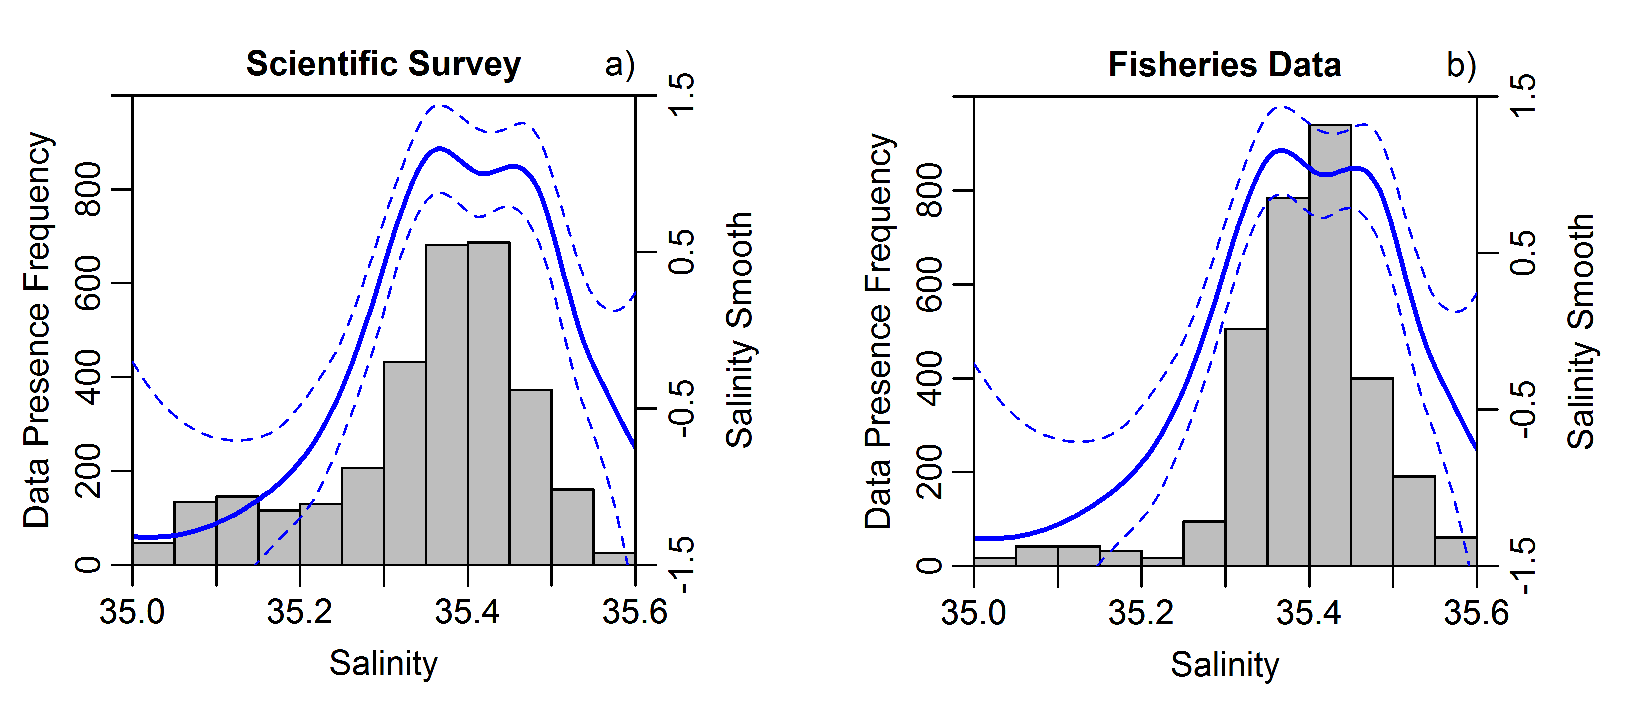 Scientific Survey a)
Data Presence Frequency
0 200 400 600 800
-1.5 -0.5 0.5 1.5
Salinity Smooth
35.0 35.2 35.4 35.6
Salinity
Fisheries Data b)
Data Presence Frequency
0 200 400 600 800
-1.5 -0.5 0.5 1.5
Salinity Smooth
35.0 35.2 35.4 35.6
Salinity